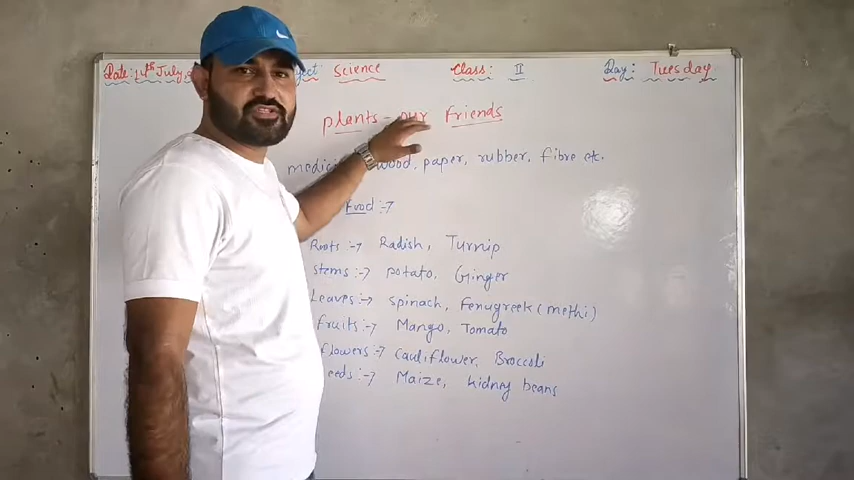 Date: 14th July, Subject Science Class: II Day: Tuesday
plants - our Friends
wood, paper, rubber, fibre etc.
Food :-
Roots :- Radish, Turnip
stems :- potato, Ginger
Leaves :- spinach, Fenugreek (methi)
fruits :- Mango, Tomato
flowers :- Cauliflower, Broccoli
Maize, kidney beans